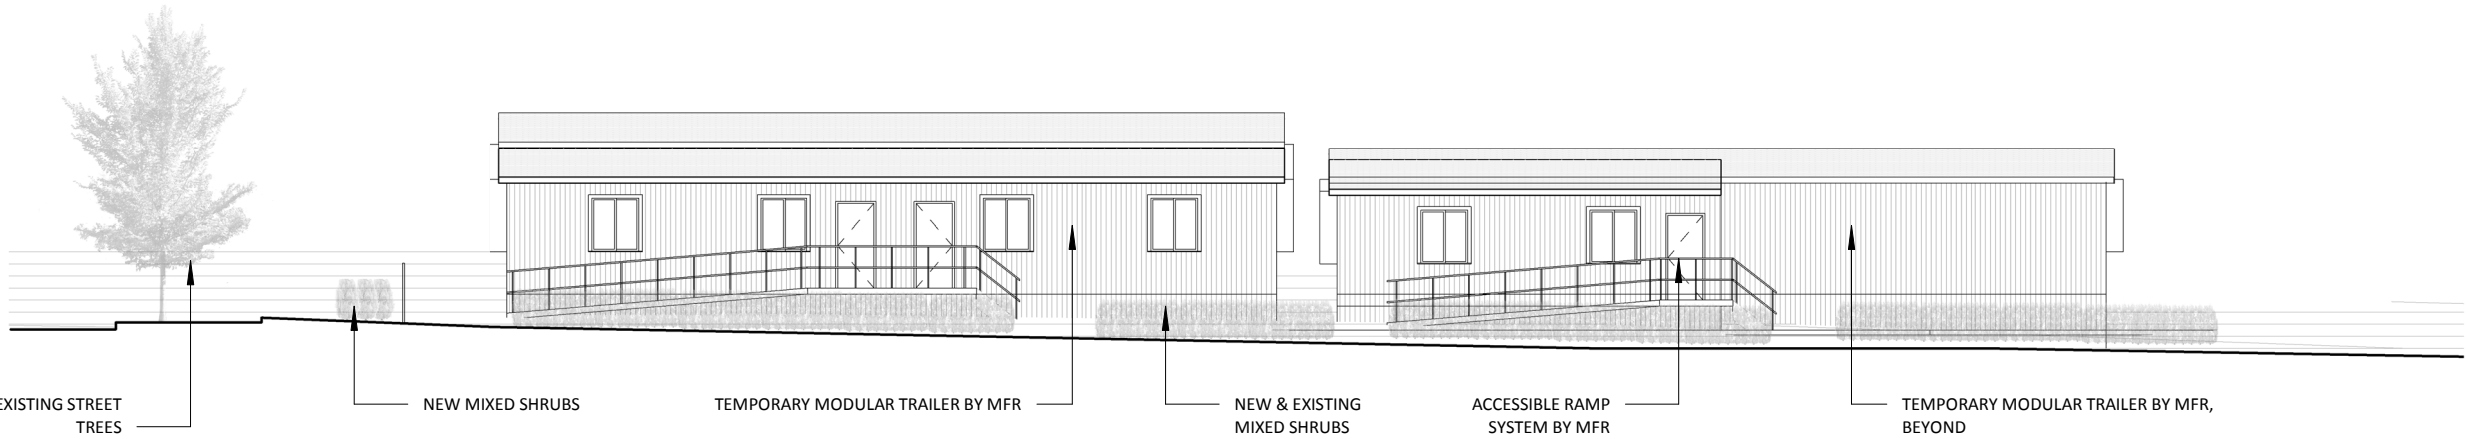 EXISTING STREET
TREES
NEW MIXED SHRUBS
TEMPORARY MODULAR TRAILER BY MFR
NEW & EXISTING
MIXED SHRUBS
ACCESSIBLE RAMP
SYSTEM BY MFR
TEMPORARY MODULAR TRAILER BY MFR,
BEYOND